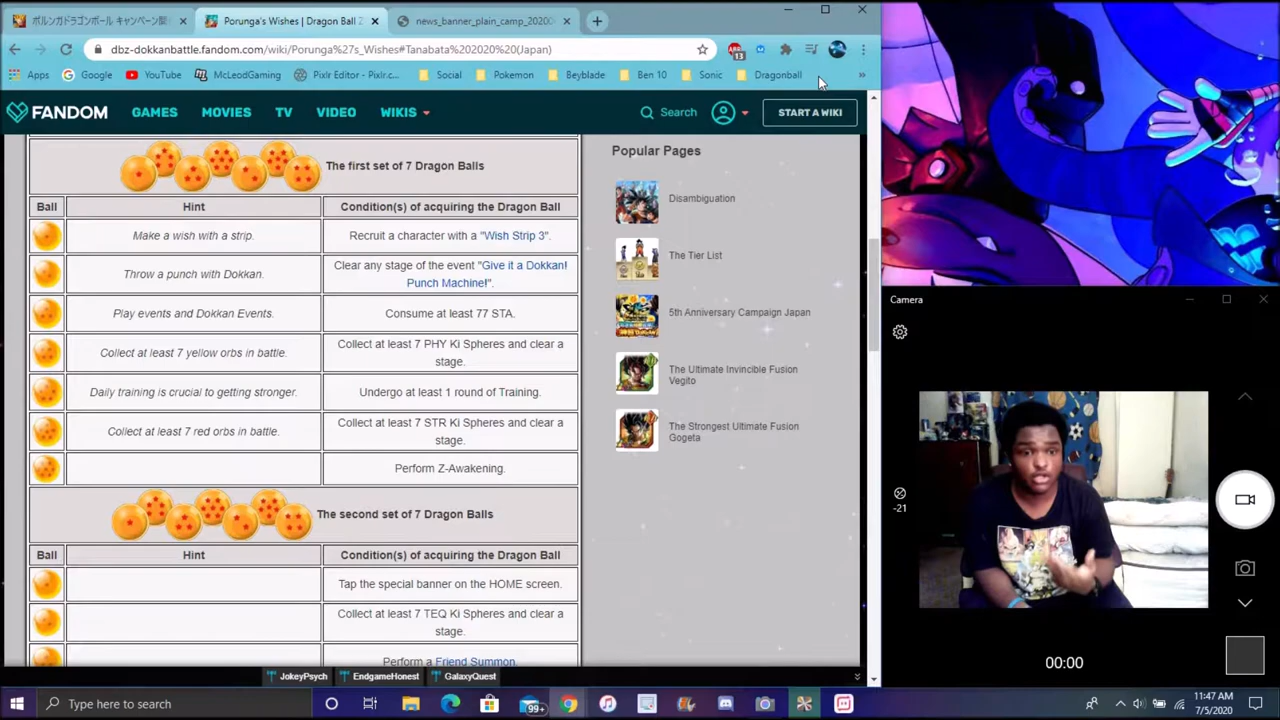 ボルンガドラゴンボール キャンペーン開
Porunga's Wishes | Dragon Ball Z
news_banner_plain_camp_20200
dbz-dokkanbattle.fandom.com/wiki/Porunga%27s_Wishes#Tanabata%202020%20(Japan)
13
Apps
Google
YouTube
McLeodGaming
Pixlr Editor - Pixlr.c...
Social
Pokemon
Beyblade
Ben 10
Sonic
Dragonball
»
FANDOM
GAMES
MOVIES
TV
VIDEO
WIKIS
Search
START A WIKI
The first set of 7 Dragon Balls
Ball
Hint
Condition(s) of acquiring the Dragon Ball
Make a wish with a strip.
Recruit a character with a "Wish Strip 3".
Throw a punch with Dokkan.
Clear any stage of the event "Give it a Dokkan!
Punch Machine!".
Play events and Dokkan Events.
Consume at least 77 STA.
Collect at least 7 yellow orbs in battle.
Collect at least 7 PHY Ki Spheres and clear a
stage.
Daily training is crucial to getting stronger.
Undergo at least 1 round of Training.
Collect at least 7 red orbs in battle.
Collect at least 7 STR Ki Spheres and clear a
stage.
Perform Z-Awakening.
The second set of 7 Dragon Balls
Ball
Hint
Condition(s) of acquiring the Dragon Ball
Tap the special banner on the HOME screen.
Collect at least 7 TEQ Ki Spheres and clear a
stage.
Perform a Friend Summon.
Popular Pages
Disambiguation
The Tier List
5th Anniversary Campaign Japan
The Ultimate Invincible Fusion
Vegito
The Strongest Ultimate Fusion
Gogeta
JokeyPsych
EndgameHonest
GalaxyQuest
Camera
-21
00:00
Type here to search
99+
11:47 AM
7/5/2020